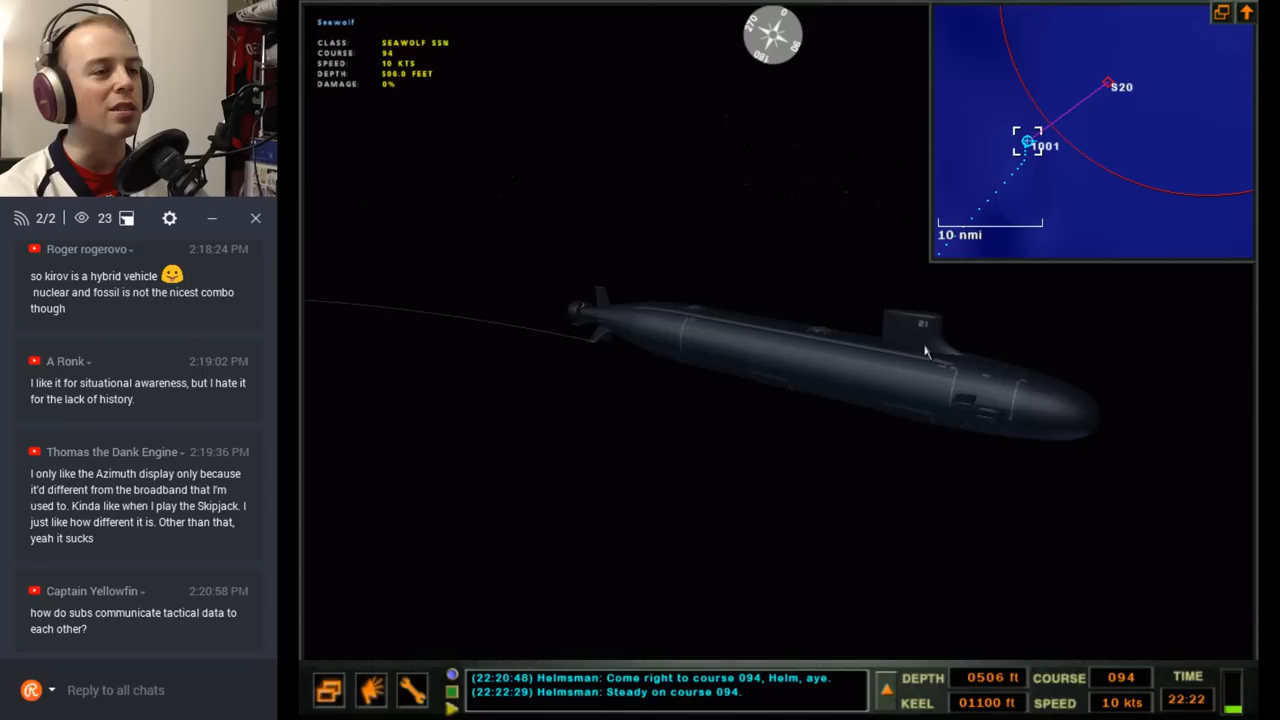 2/2 23
Roger rogerovo 2:18:24 PM
so kirov is a hybrid vehicle
nuclear and fossil is not the nicest combo
though
A Ronk 2:19:02 PM
I like it for situational awareness, but I hate it
for the lack of history.
Thomas the Dank Engine 2:19:36 PM
I only like the Azimuth display only because
it'd different from the broadband that I'm
used to. Kinda like when I play the Skipjack. I
just like how different it is. Other than that,
yeah it sucks
Captain Yellowfin 2:20:58 PM
how do subs communicate tactical data to
each other?
Reply to all chats
Seawolf
CLASS: SEAWOLF SSN
COURSE: 94
SPEED: 10 KTS
DEPTH: 506.0 FEET
DAMAGE: 0%
0
90
180
270
21
S20
T001
10 nmi
(22:20:48) Helmsman: Come right to course 094, Helm, aye.
(22:22:29) Helmsman: Steady on course 094.
DEPTH 0506 ft COURSE 094 TIME
KEEL 01100 ft SPEED 10 kts 22:22